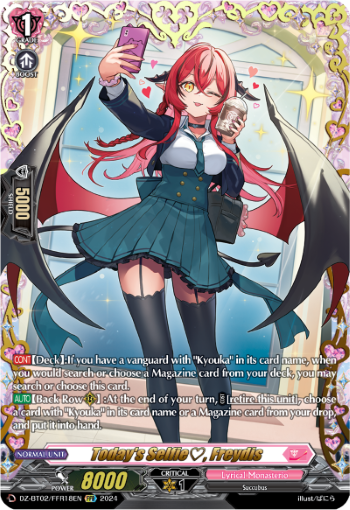 1
GRADE
BOOST
5000
SHIELD
CONT【Deck】:If you have a vanguard with "Kyouka" in its card name, when
you would search or choose a Magazine card from your deck, you may
search or choose this card.
AUTO【Back Row】:At the end of your turn, [retire this unit], choose
a card with "Kyouka" in its card name or a Magazine card from your drop,
and put it into hand.
NORMAL UNIT
Today's Selfie♡, Freydis
POWER 8000
CRITICAL
1
Lyrical Monasterio
Succubus
DZ-BT02/FFR18EN FFR 2024
illust/ばにら